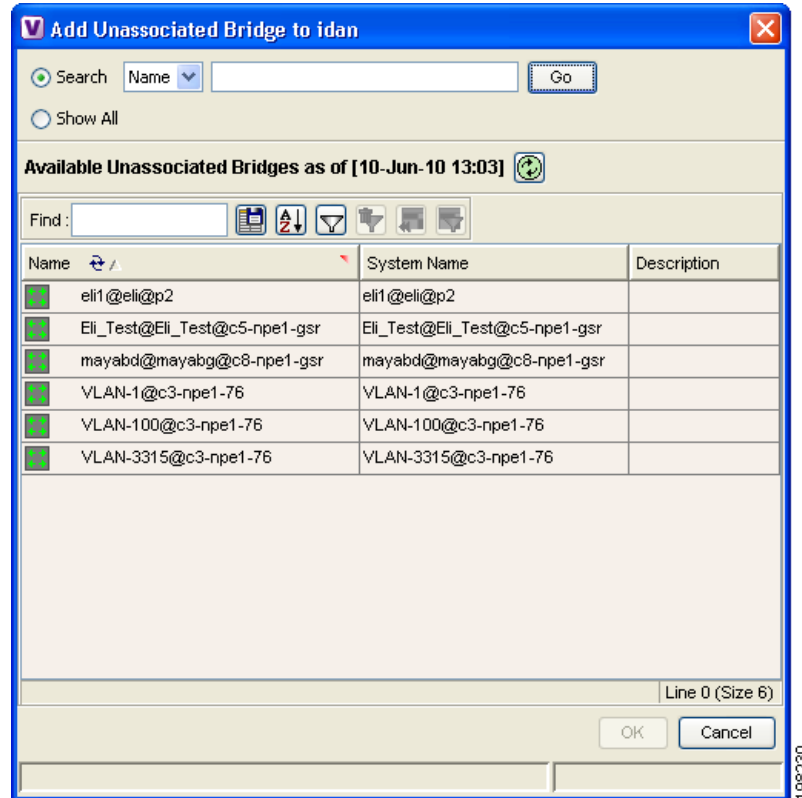 V Add Unassociated Bridge to idan
Search Name Go
Show All
Available Unassociated Bridges as of [10-Jun-10 13:03]
Find :
Name System Name Description
eli1@eli@p2 eli1@eli@p2
Eli_Test@Eli_Test@c5-npe1-gsr Eli_Test@Eli_Test@c5-npe1-gsr
mayabd@mayabg@c8-npe1-gsr mayabd@mayabg@c8-npe1-gsr
VLAN-1@c3-npe1-76 VLAN-1@c3-npe1-76
VLAN-100@c3-npe1-76 VLAN-100@c3-npe1-76
VLAN-3315@c3-npe1-76 VLAN-3315@c3-npe1-76
Line 0 (Size 6)
OK Cancel